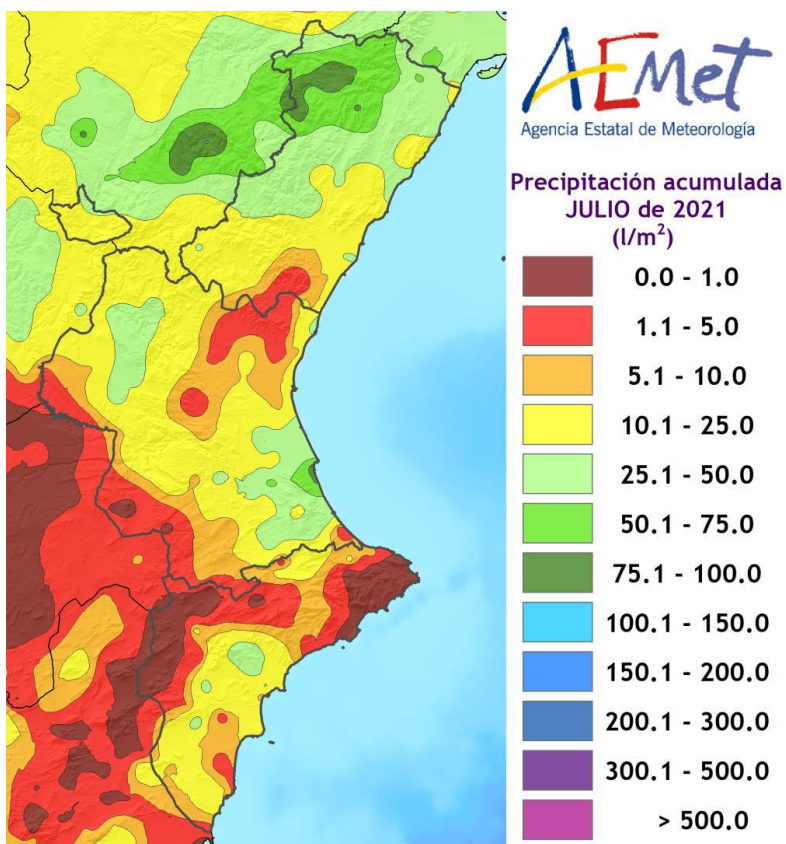 AEMet
Agencia Estatal de Meteorología
Precipitación acumulada
JULIO de 2021
(l/m²)
0.0 - 1.0
1.1 - 5.0
5.1 - 10.0
10.1 - 25.0
25.1 - 50.0
50.1 - 75.0
75.1 - 100.0
100.1 - 150.0
150.1 - 200.0
200.1 - 300.0
300.1 - 500.0
> 500.0